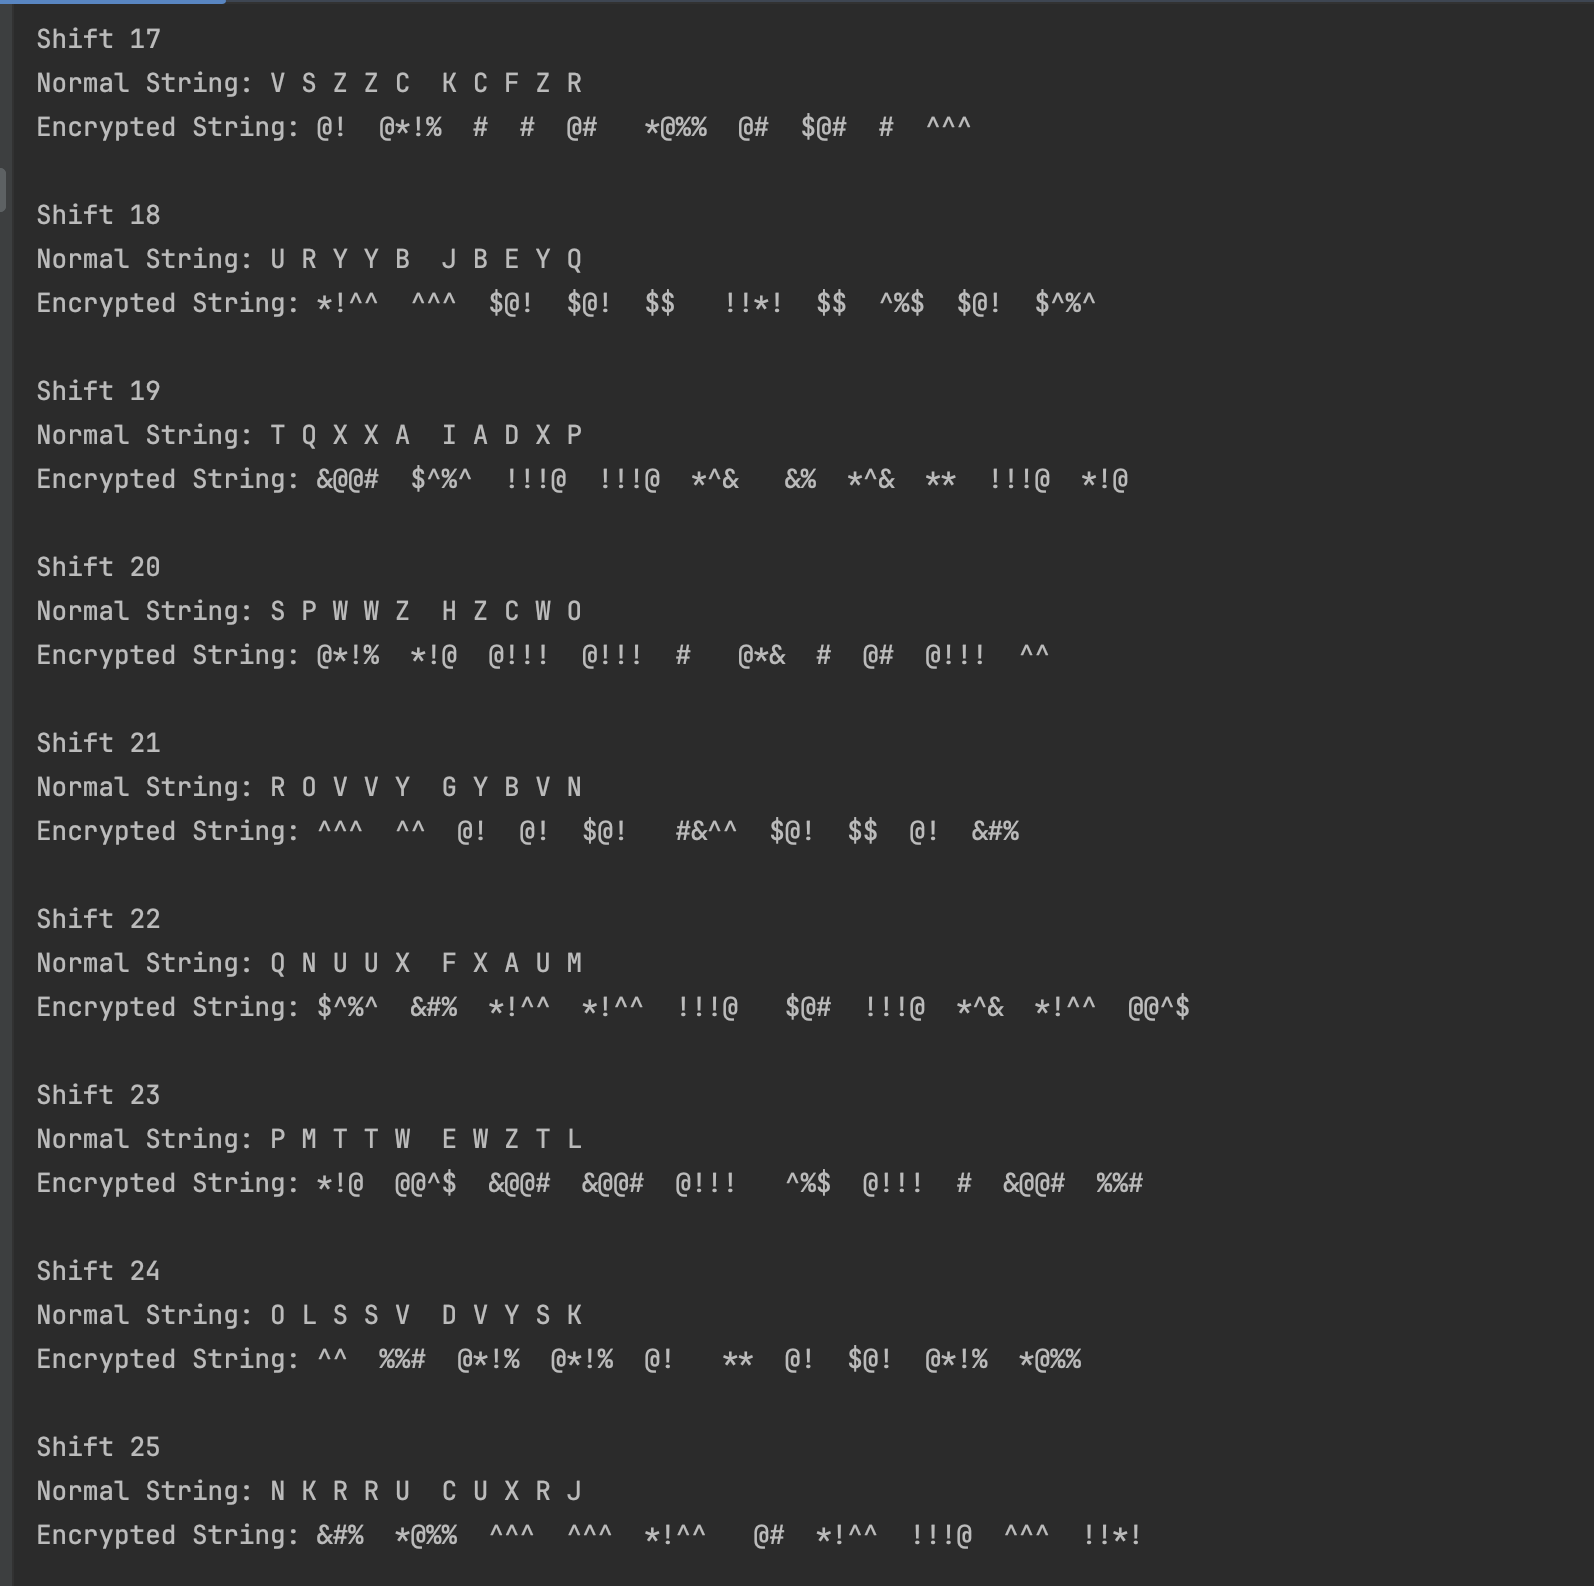 Shift 17
Normal String: V S Z Z C  K C F Z R
Encrypted String: @!  @*!%  #  #  @#   *@%%  @#  $@#  #  ^^^
Shift 18
Normal String: U R Y Y B  J B E Y Q
Encrypted String: *!^^  ^^^  $@!  $@!  $$   !!*!  $$  ^%$  $@!  $^%^
Shift 19
Normal String: T Q X X A  I A D X P
Encrypted String: &@@#  $^%^  !!!@  !!!@  *^&   &%  *^&  **  !!!@  *!@
Shift 20
Normal String: S P W W Z  H Z C W O
Encrypted String: @*!%  *!@  @!!!  @!!!  #   @*&  #  @#  @!!!  ^^
Shift 21
Normal String: R O V V Y  G Y B V N
Encrypted String: ^^^  ^^  @!  @!  $@!   #&^^  $@!  $$  @!  &#%
Shift 22
Normal String: Q N U U X  F X A U M
Encrypted String: $^%^  &#%  *!^^  *!^^  !!!@   $@#  !!!@  *^&  *!^^  @@^$
Shift 23
Normal String: P M T T W  E W Z T L
Encrypted String: *!@  @@^$  &@@#  &@@#  @!!!   ^%$  @!!!  #  &@@#  %%#
Shift 24
Normal String: O L S S V  D V Y S K
Encrypted String: ^^  %%#  @*!%  @*!%  @!   **  @!  $@!  @*!%  *@%%
Shift 25
Normal String: N K R R U  C U X R J
Encrypted String: &#%  *@%%  ^^^  ^^^  *!^^   @#  *!^^  !!!@  ^^^  !!*!